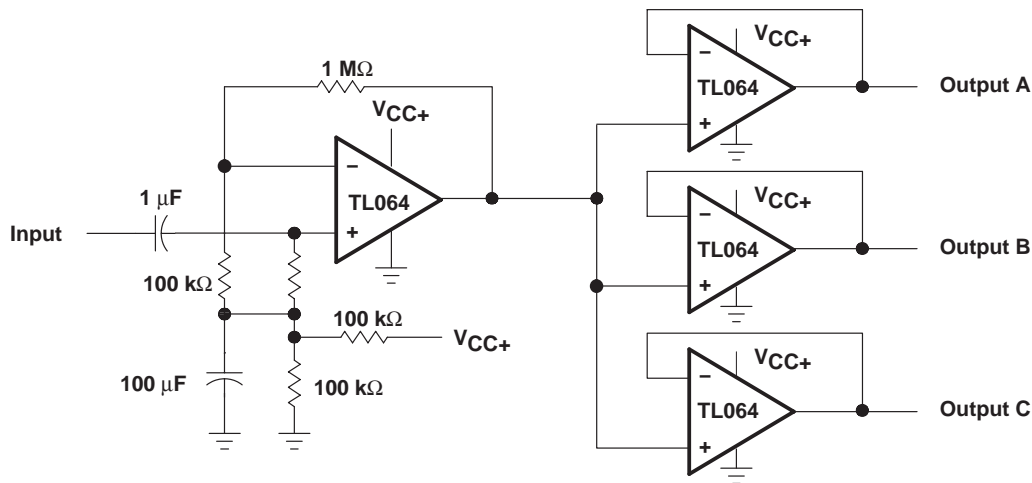 1 MΩ
VCC+
−
TL064
+
1 μF
Input
100 kΩ
100 kΩ
VCC+
100 μF
100 kΩ
VCC+
−
TL064
+
Output A
VCC+
−
TL064
+
Output B
VCC+
−
TL064
+
Output C